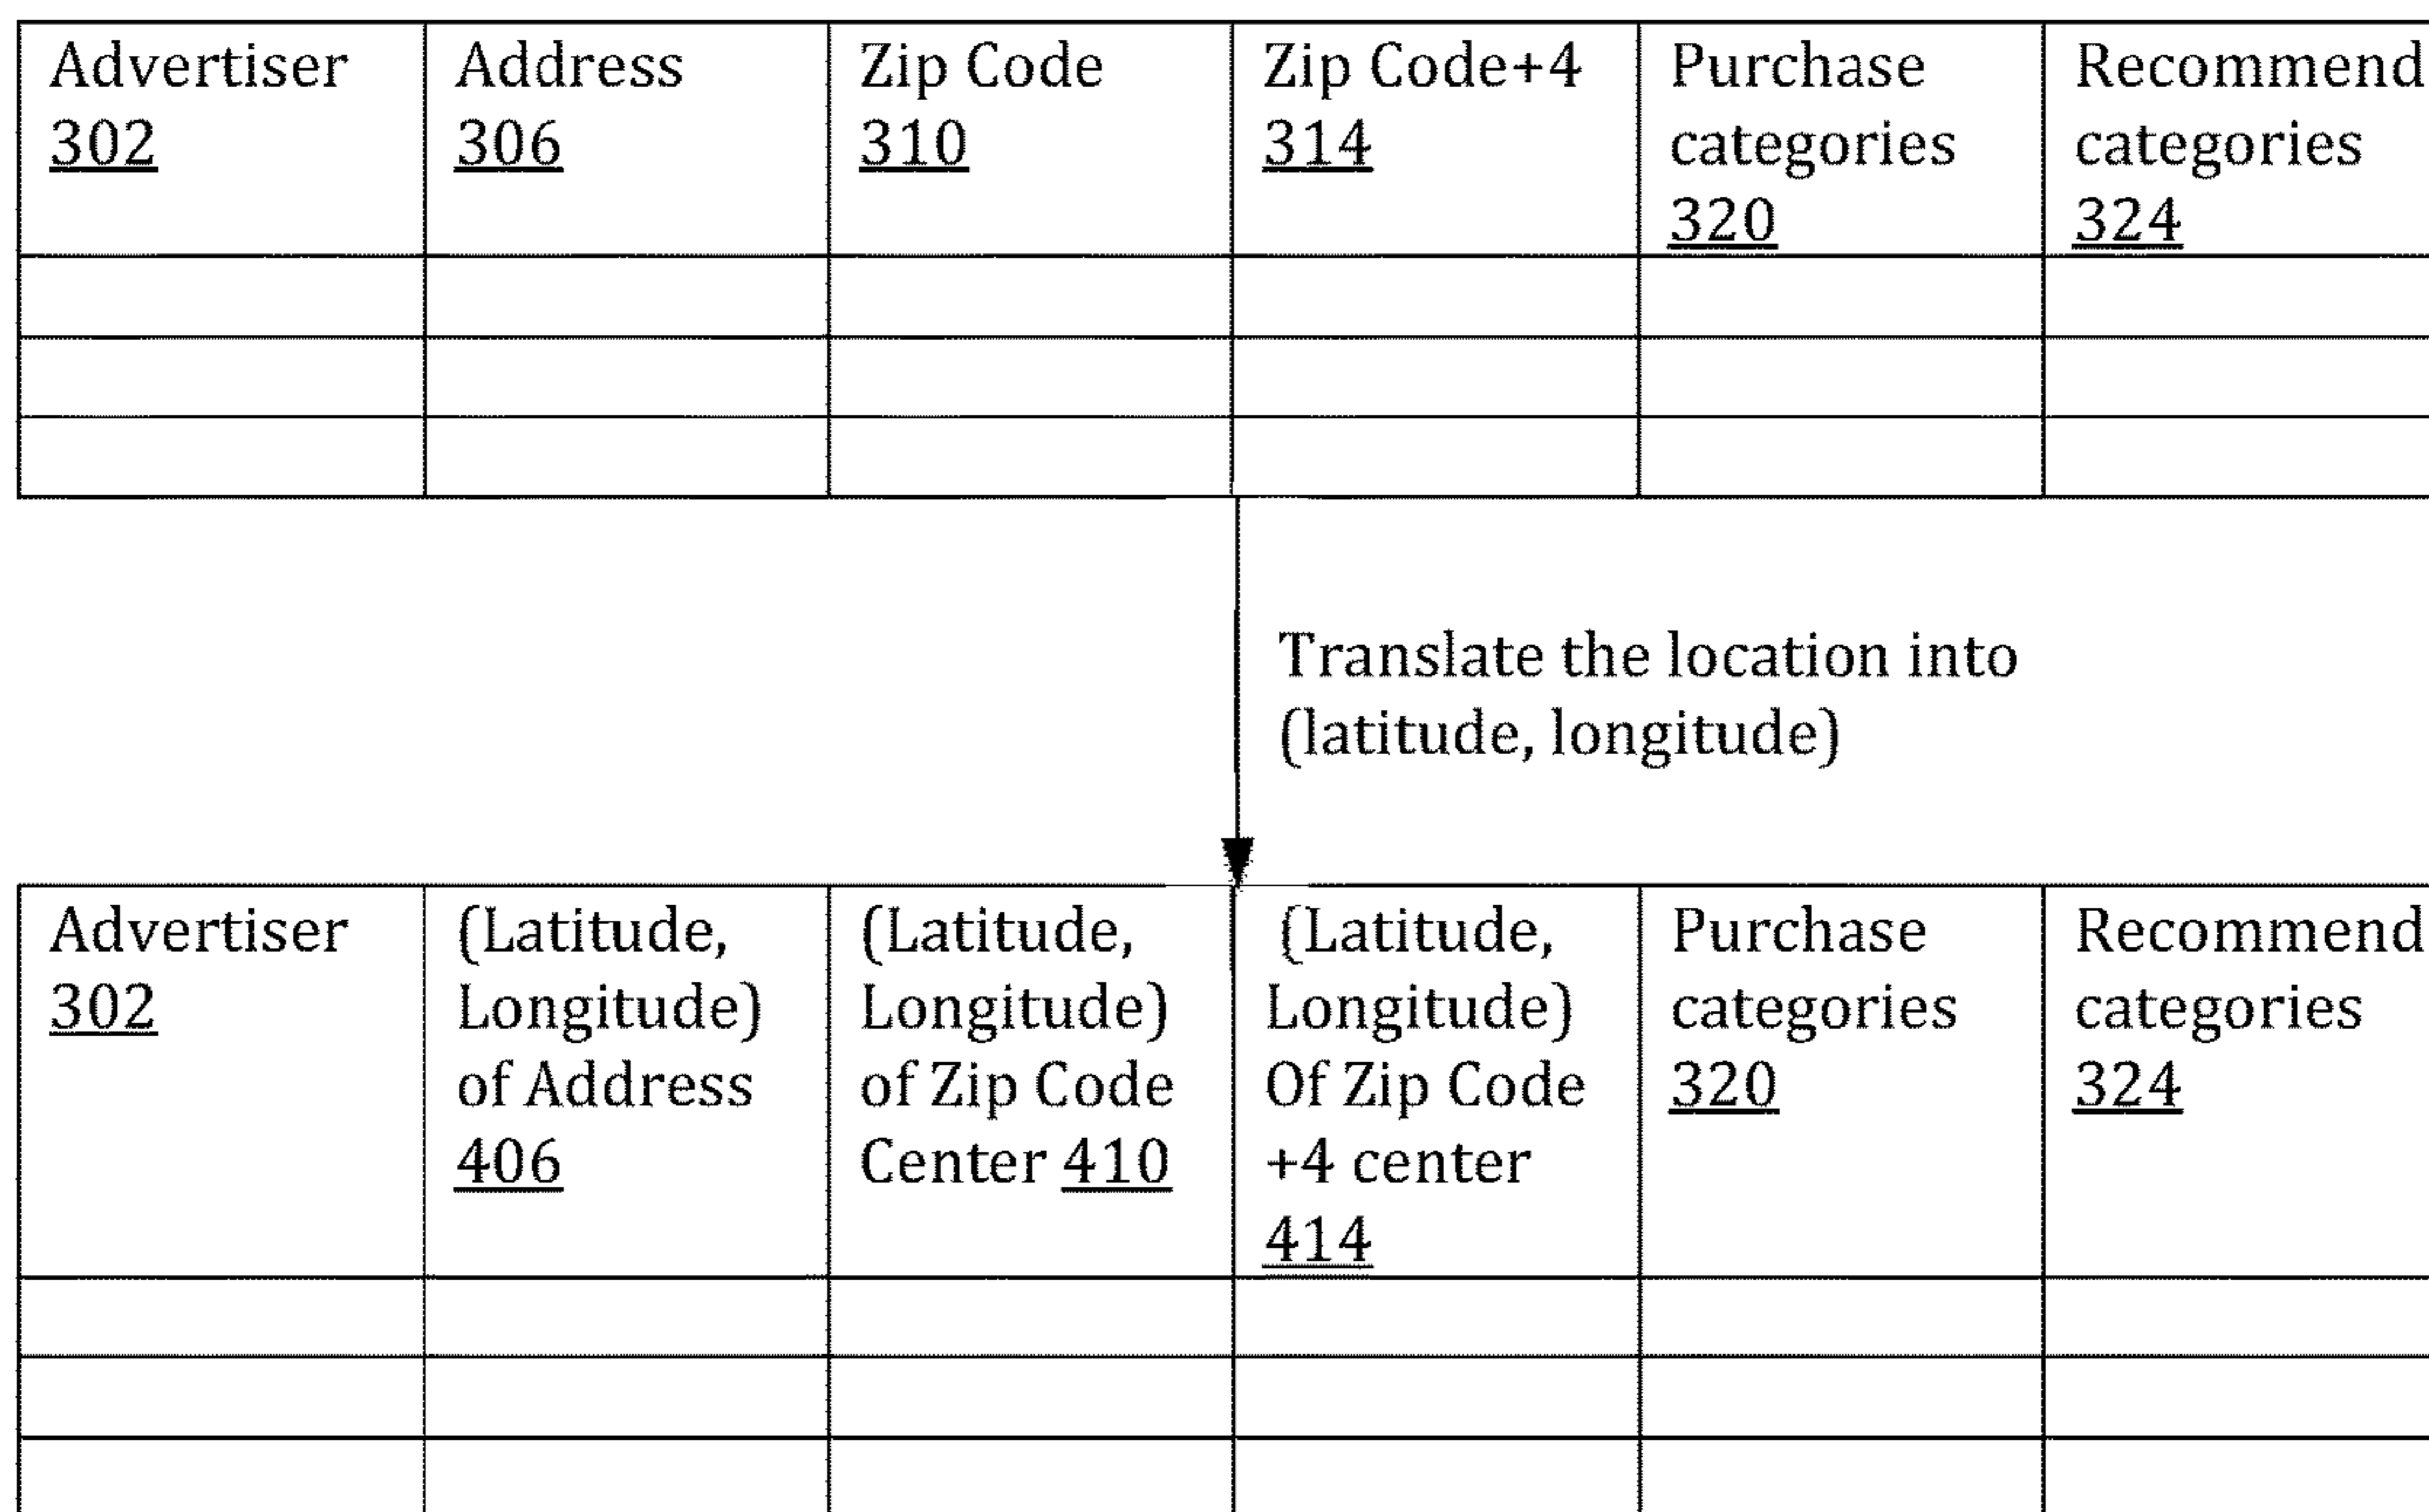 Advertiser
302
Address
306
Zip Code
310
Zip Code+4
314
Purchase
categories
320
Recommend
categories
324
Translate the location into
(latitude, longitude)
Advertiser
302
(Latitude,
Longitude)
of Address
406
(Latitude,
Longitude)
of Zip Code
Center 410
(Latitude,
Longitude)
Of Zip Code
+4 center
414
Purchase
categories
320
Recommend
categories
324